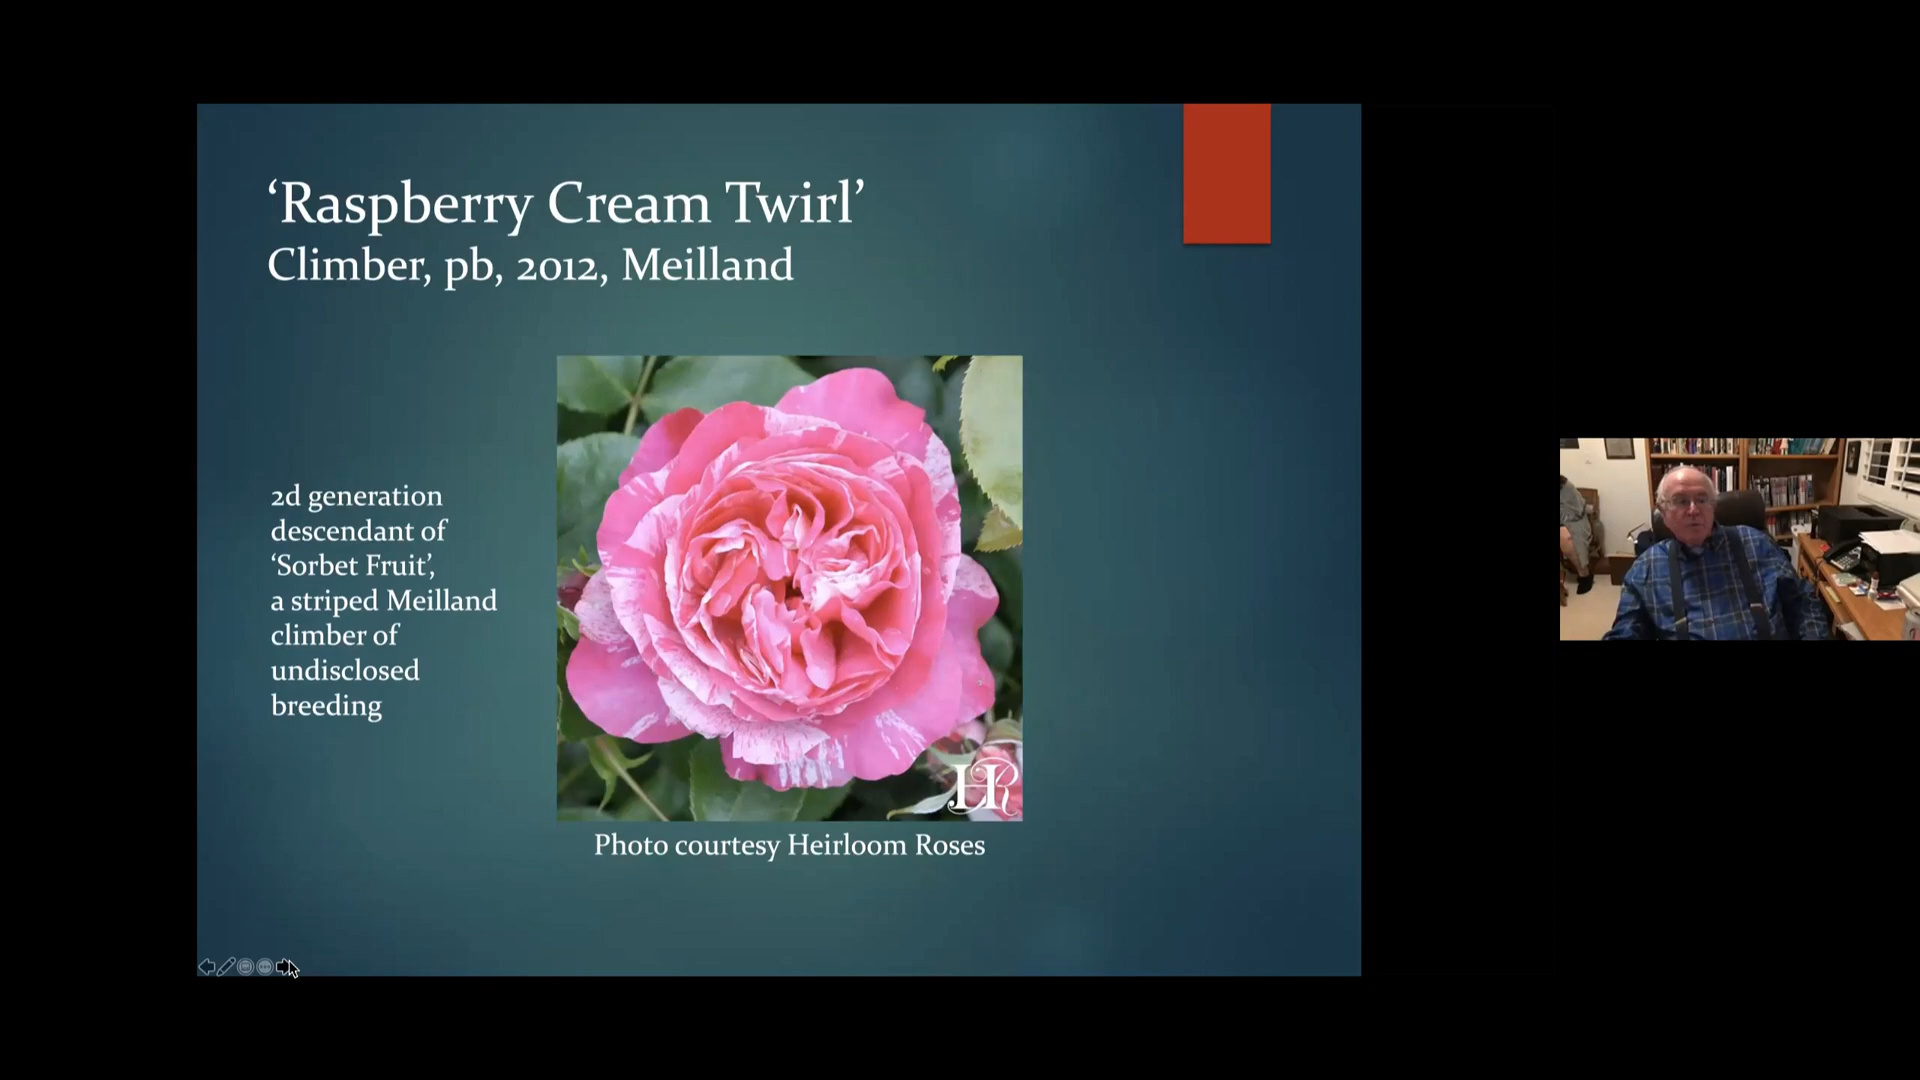 ‘Raspberry Cream Twirl’
Climber, pb, 2012, Meilland
2d generation
descendant of
‘Sorbet Fruit’,
a striped Meilland
climber of
undisclosed
breeding
HR
Photo courtesy Heirloom Roses